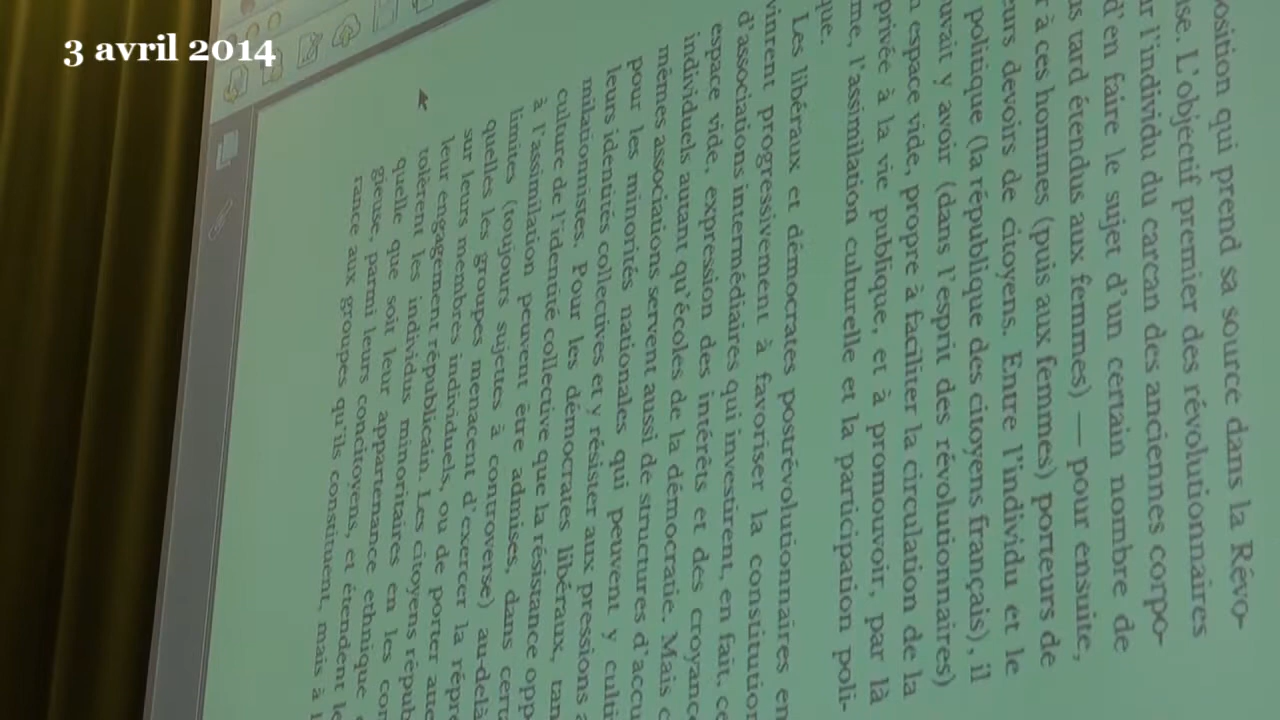 3 avril 2014
position qui prend sa source dans la Révo-
L'objectif premier des révolutionnaires
l'individu du carcan des anciennes corpo-
d'en faire le sujet d'un certain nombre de
tard étendus aux femmes) — pour ensuite,
à ces hommes (puis aux femmes) porteurs de
devoirs de citoyens. Entre l'individu et le
politique (la république des citoyens français), il
y avoir (dans l'esprit des révolutionnaires)
espace vide, propre à faciliter la circulation de la
privée à la vie publique, et à promouvoir, par là
l'assimilation culturelle et la participation poli-
que.
Les libéraux et démocrates postrévolutionnaires en
vinrent progressivement à favoriser la constitution
d'associations intermédiaires qui investirent, en fait, ce
espace vide, expression des intérêts et des croyance
individuels autant qu'écoles de la démocratie. Mais c
mêmes associations servent aussi de structures d'accu
pour les minorités nationales qui peuvent y culti
leurs identités collectives et y résister aux pressions a
milationnistes. Pour les démocrates libéraux, tan
culture de l'identité collective que la résistance opp
à l'assimilation peuvent être admises, dans cert
limites (toujours sujettes à controverse) au-delà
quelles les groupes menacent d'exercer la répre
sur leurs membres individuels, ou de porter atte
leur engagement républicain. Les citoyens répub
tolèrent les individus minoritaires en les con
quelle que soit leur appartenance ethnique
gieuse, parmi leurs concitoyens, et étendent le
rance aux groupes qu'ils constituent, mais à l